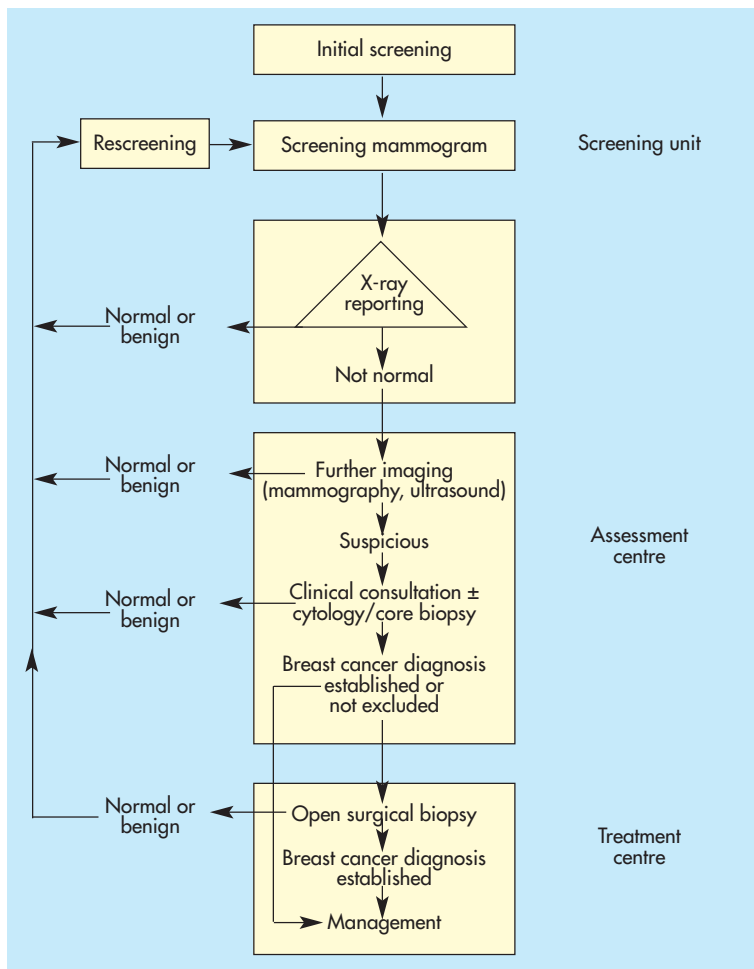 Initial screening
Rescreening
Screening mammogram
Screening unit
X-ray
reporting
Normal or
benign
Not normal
Normal or
benign
Further imaging
(mammography, ultrasound)
Suspicious
Assessment
centre
Normal or
benign
Clinical consultation ±
cytology/core biopsy
Breast cancer diagnosis
established or
not excluded
Normal or
benign
Open surgical biopsy
Treatment
centre
Breast cancer diagnosis
established
Management